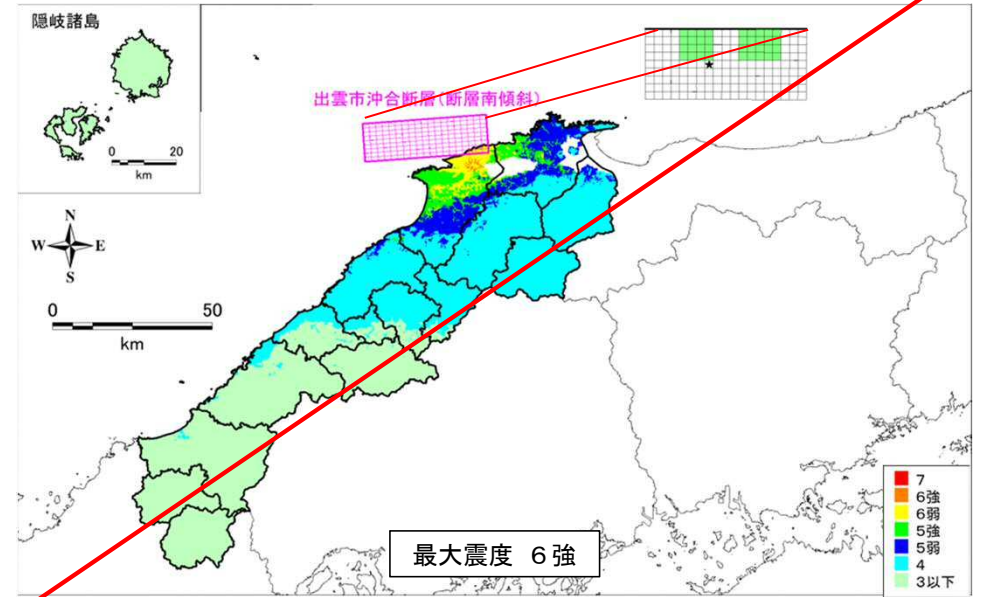 隠岐諸島
0 20
km
出雲市沖合断層(断層南傾斜)
N
W E
S
0 50
km
最大震度 6強
7
6強
6弱
5強
5弱
4
3以下